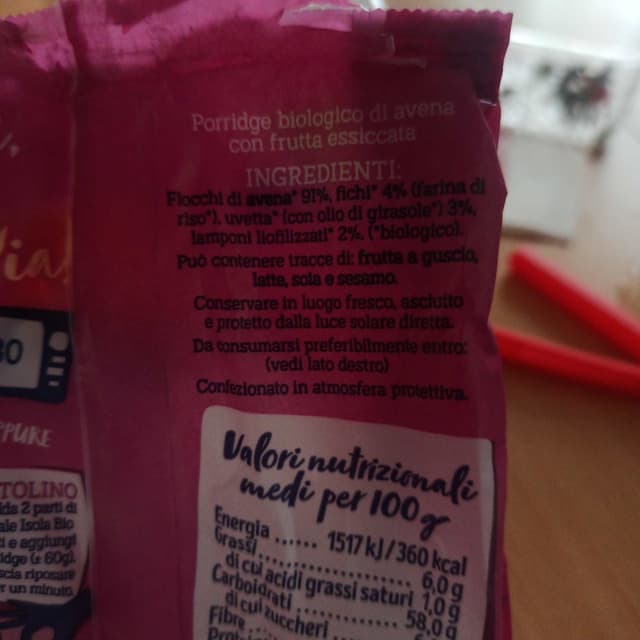 Porridge biologico di avena
con frutta essiccata
INGREDIENTI:
Fiocchi di avena* 91%, fichi* 4% (farina di
riso*), uvetta* (con olio di girasole*) 3%,
lamponi liofilizzati* 2%. (*biologico).
Può contenere tracce di: frutta a guscio,
latte, soia e sesamo.
Conservare in luogo fresco, asciutto
e protetto dalla luce solare diretta.
Da consumarsi preferibilmente entro:
(vedi lato destro)
Confezionato in atmosfera protettiva.
Valori nutrizionali
medi per 100 g
Energia ...... 1517 kJ/360 kcal
Grassi .................. 6,0 g
di cui acidi grassi saturi 1,0 g
Carboidrati ............ 58,0 g
di cui zuccheri
Fibre
30
PPURE
TOLINO
2 parti di
ale Isola Bio
i e aggiungi
idge (± 60g).
scia riposare
r un minuto.